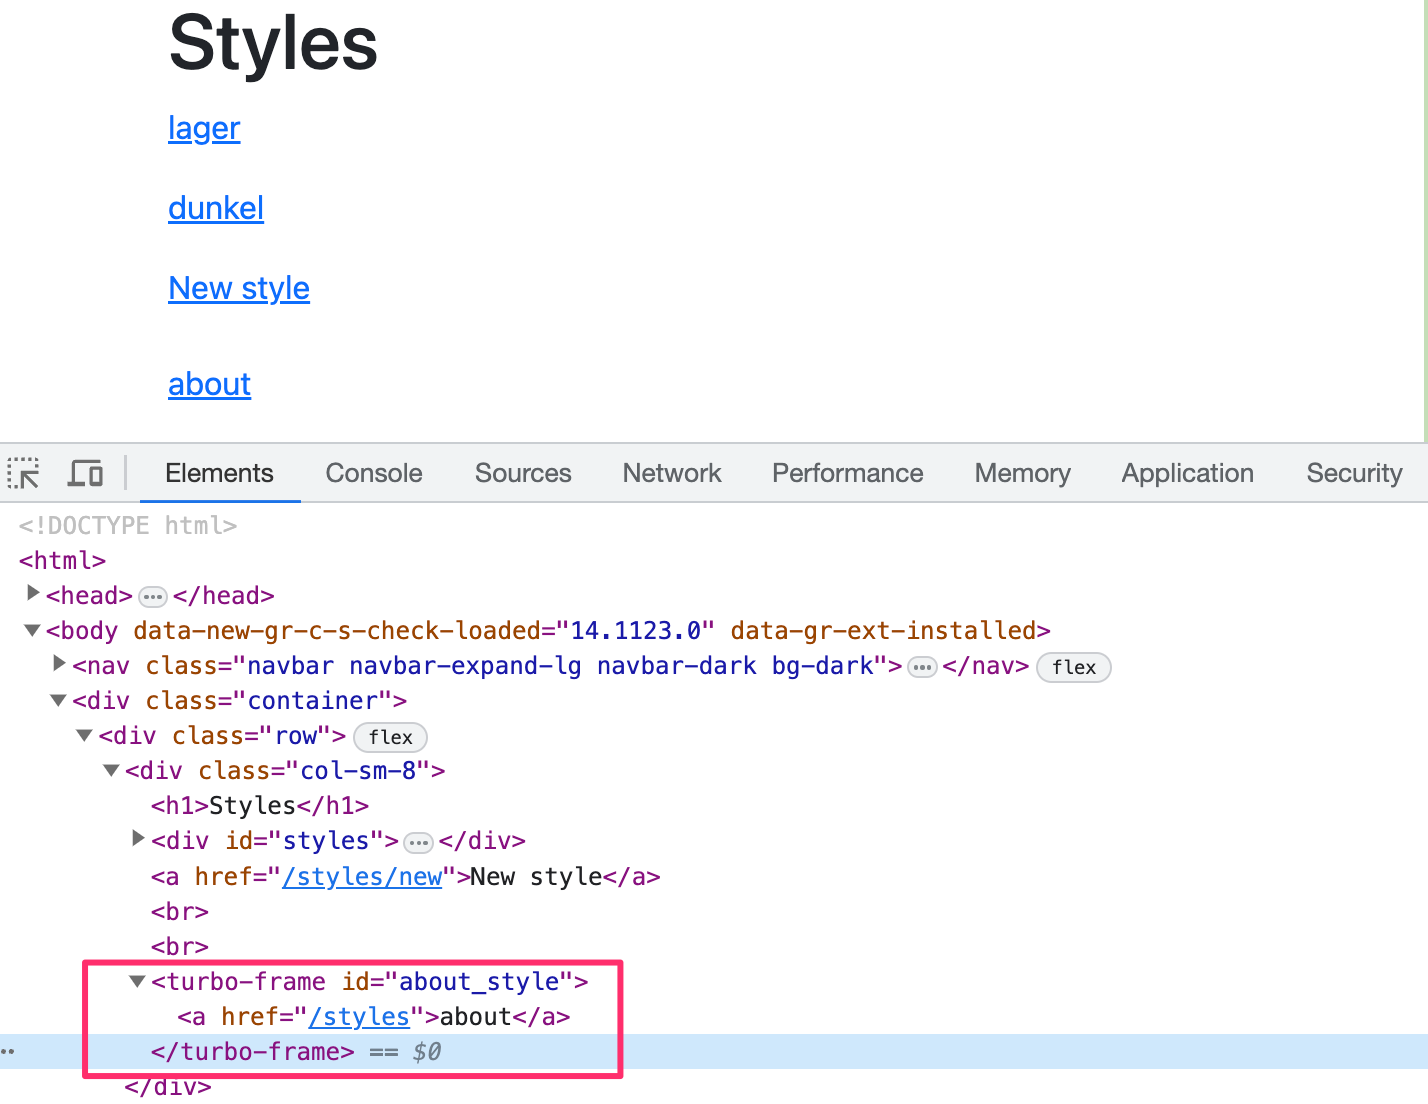 Styles
lager
dunkel
New style
about
Elements Console Sources Network Performance Memory Application Security
<!DOCTYPE html>
<html>
<head>…</head>
<body data-new-gr-c-s-check-loaded="14.1123.0" data-gr-ext-installed>
<nav class="navbar navbar-expand-lg navbar-dark bg-dark">…</nav> flex
<div class="container">
<div class="row"> flex
<div class="col-sm-8">
<h1>Styles</h1>
<div id="styles">…</div>
<a href="/styles/new">New style</a>
<br>
<br>
<turbo-frame id="about_style">
<a href="/styles">about</a>
</turbo-frame> == $0
</div>